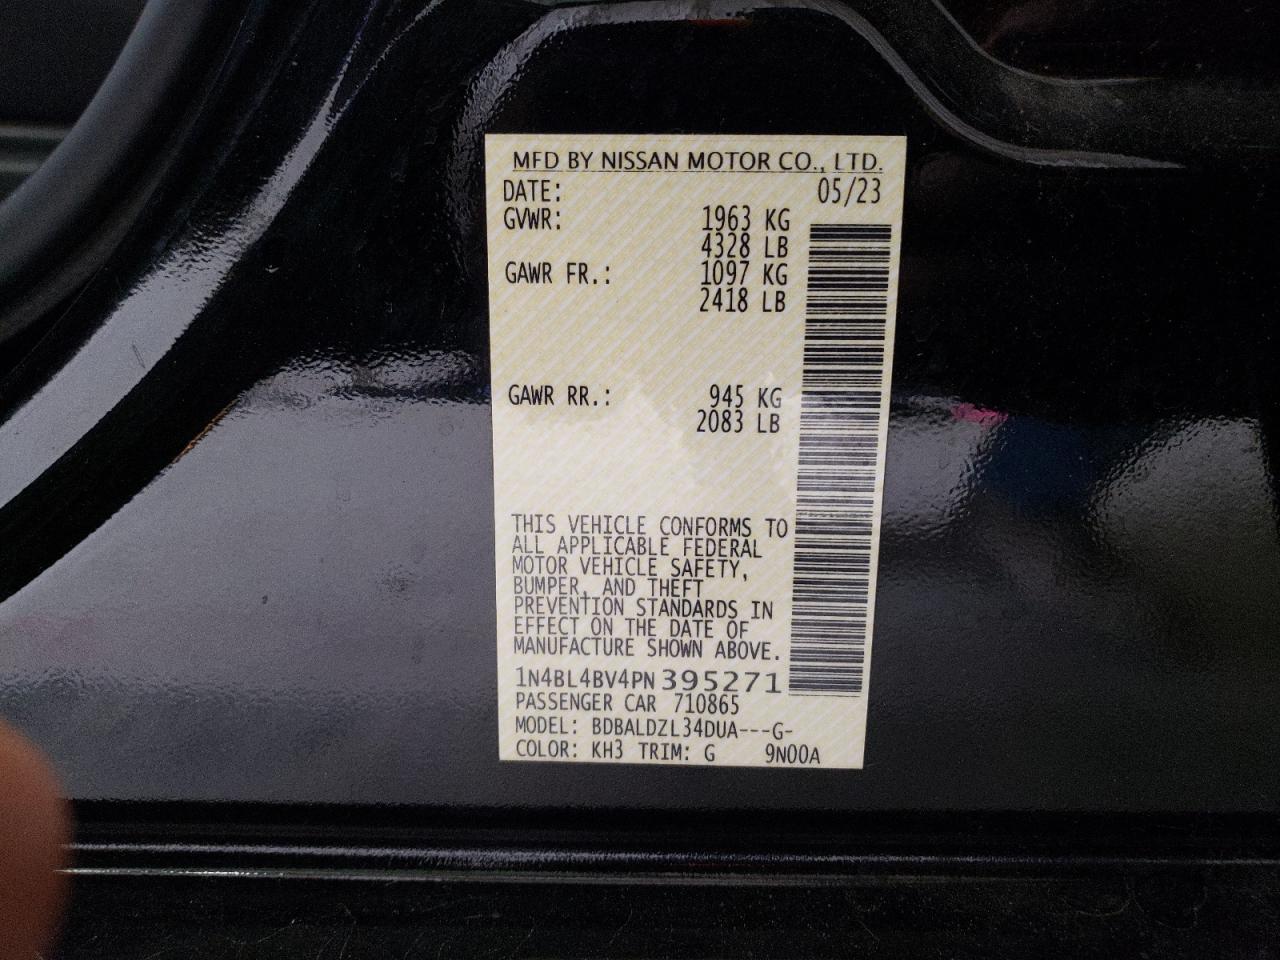 MFD BY NISSAN MOTOR CO., LTD.
DATE: 05/23
GVWR: 1963 KG
4328 LB
GAWR FR.: 1097 KG
2418 LB
GAWR RR.: 945 KG
2083 LB
THIS VEHICLE CONFORMS TO
ALL APPLICABLE FEDERAL
MOTOR VEHICLE SAFETY,
BUMPER, AND THEFT
PREVENTION STANDARDS IN
EFFECT ON THE DATE OF
MANUFACTURE SHOWN ABOVE.
1N4BL4BV4PN395271
PASSENGER CAR 710865
MODEL: BDBALDZL34DUA---G-
COLOR: KH3 TRIM: G 9N00A